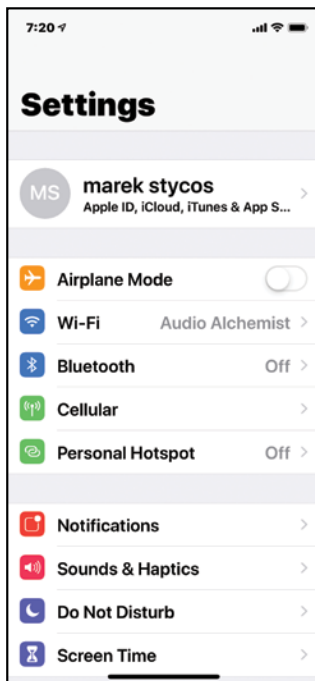 7:20
Settings
MS
marek stycos
Apple ID, iCloud, iTunes & App S...
Airplane Mode
Wi-Fi Audio Alchemist
Bluetooth Off
Cellular
Personal Hotspot Off
Notifications
Sounds & Haptics
Do Not Disturb
Screen Time